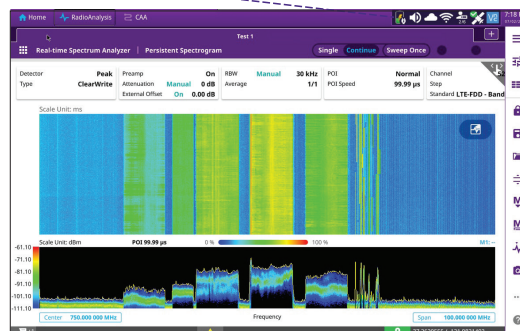 Home RadioAnalysis CAA V2 7:18
Test 1
Real-time Spectrum Analyzer | Persistent Spectrogram Single Continue Sweep Once
Detector Peak Preamp On RBW Manual 30 kHz POI Normal Channel
Type ClearWrite Attenuation Manual 0 dB Average 1/1 POI Speed 99.99 µs Step
External Offset On 0.00 dB Standard LTE-FDD - Band
Scale Unit: ms
Scale Unit: dBm POI 99.99 µs 0 % 100 % M1: --
-61.10
-71.10
-81.10
-91.10
-101.10
-111.10
Center 750.000 000 MHz Frequency Span 100.000 000 MHz